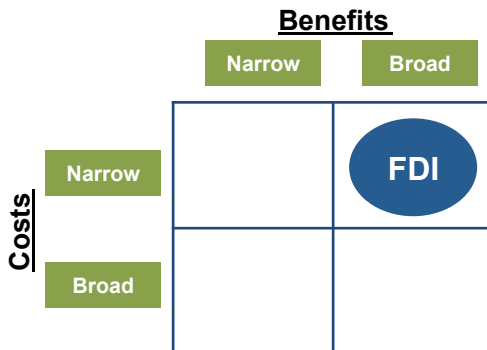 Benefits
Narrow
Broad
Narrow
FDI
Costs
Broad